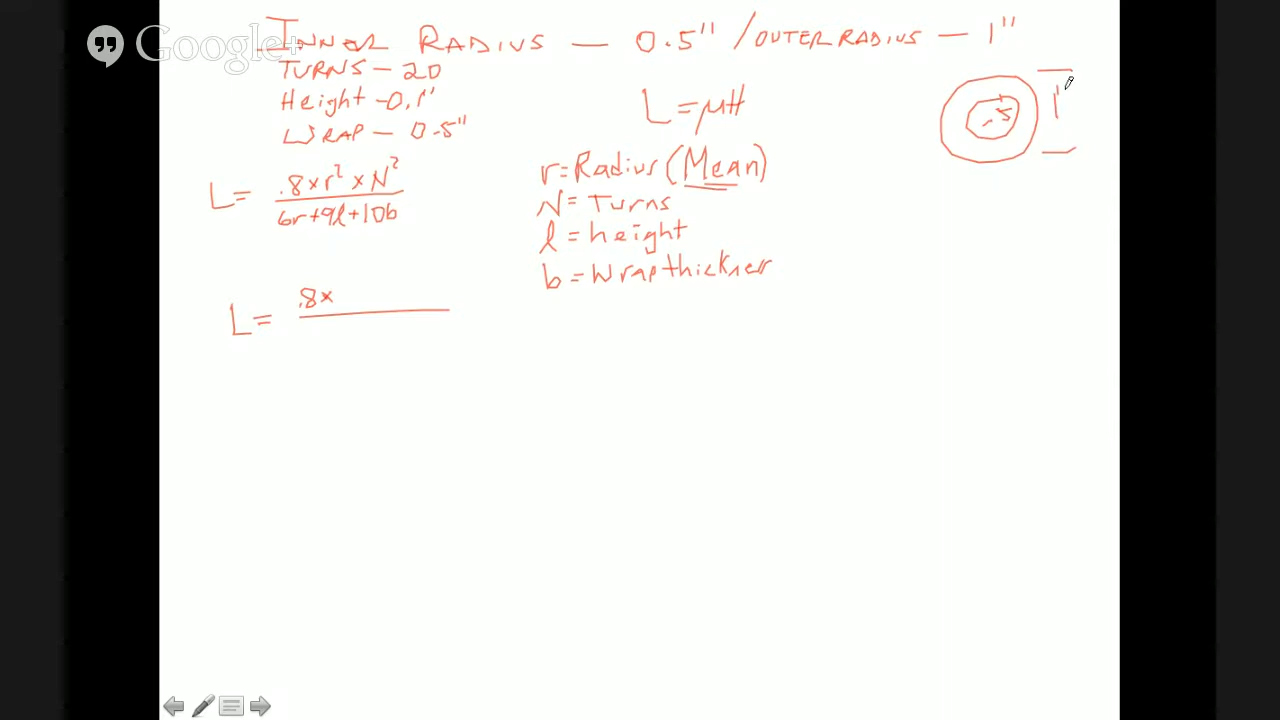 Google+
INNER RADIUS — 0.5" / OUTER RADIUS — 1"
TURNS — 20
Height - 0.1"
WRAP — 0.5"
L = μH
.5
1"
L = .8 x r² x N²
6r + 9l + 10b
r = Radius (Mean)
N = Turns
l = height
b = Wrap thickness
L = .8x